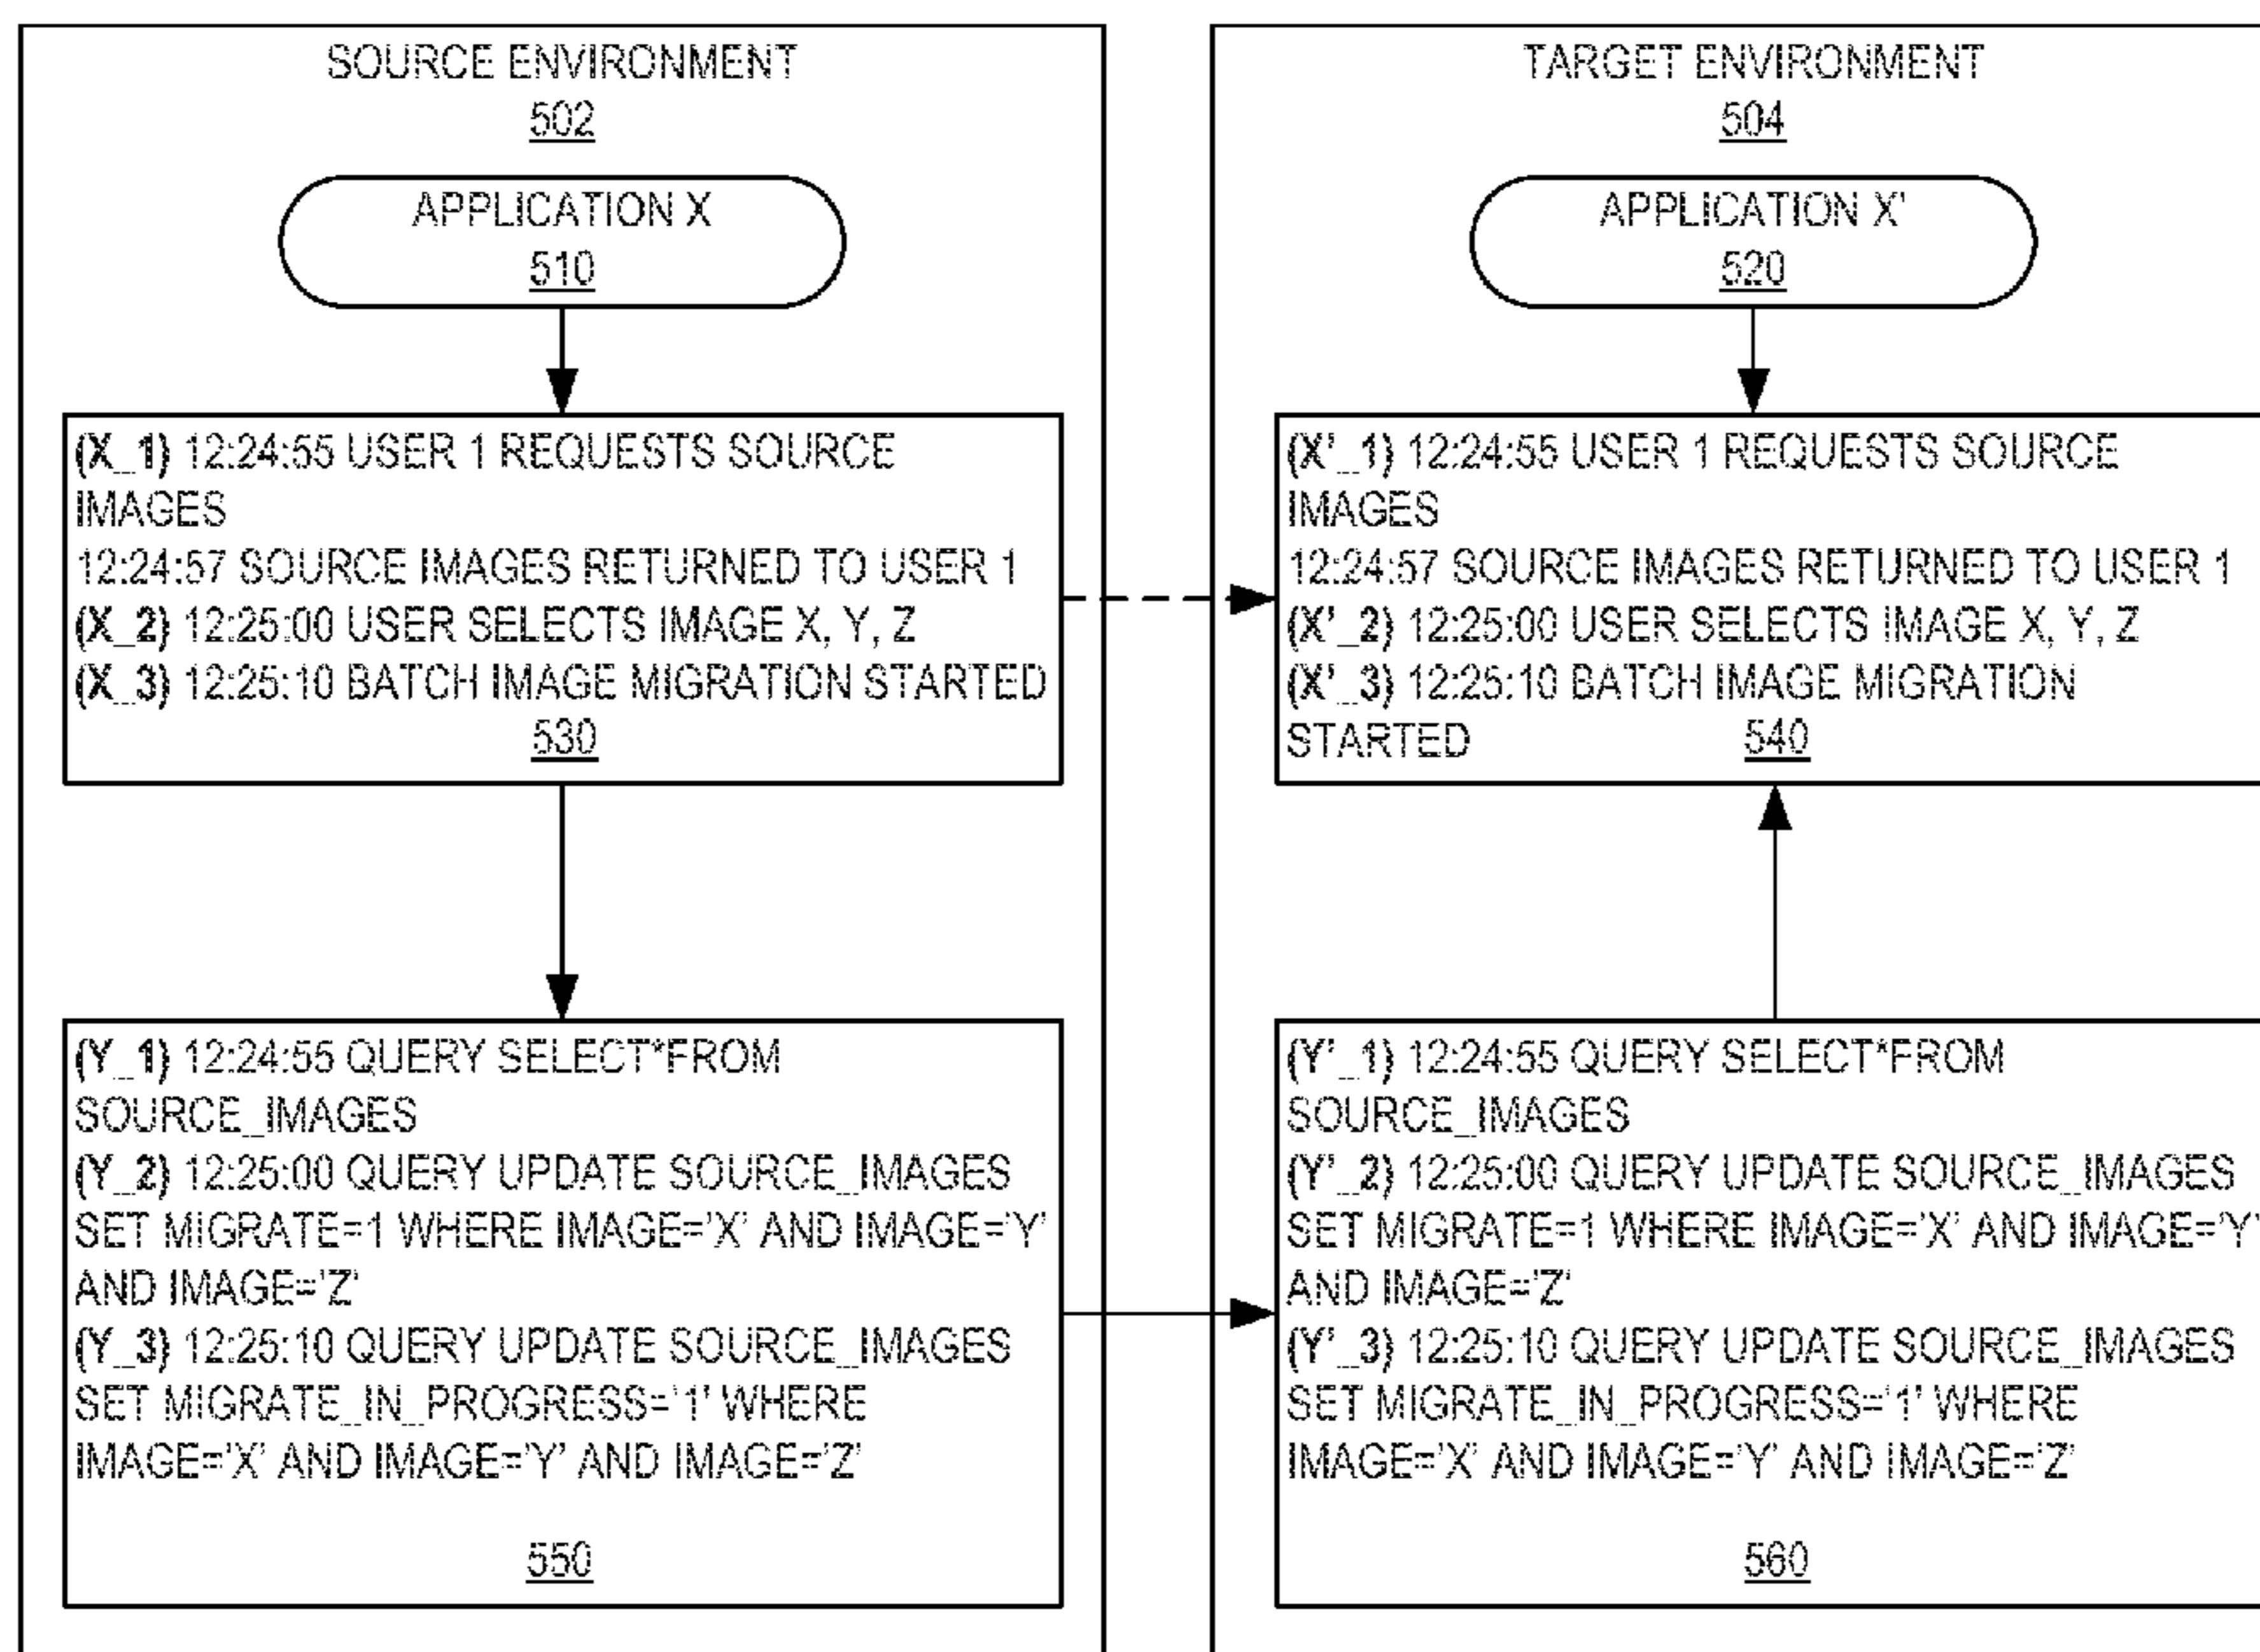 SOURCE ENVIRONMENT
502
APPLICATION X
510
(X_1) 12:24:55 USER 1 REQUESTS SOURCE
IMAGES
12:24:57 SOURCE IMAGES RETURNED TO USER 1
(X_2) 12:25:00 USER SELECTS IMAGE X, Y, Z
(X_3) 12:25:10 BATCH IMAGE MIGRATION STARTED
530
(Y_1) 12:24:55 QUERY SELECT*FROM
SOURCE_IMAGES
(Y_2) 12:25:00 QUERY UPDATE SOURCE_IMAGES
SET MIGRATE=1 WHERE IMAGE='X' AND IMAGE='Y'
AND IMAGE='Z'
(Y_3) 12:25:10 QUERY UPDATE SOURCE_IMAGES
SET MIGRATE_IN_PROGRESS='1' WHERE
IMAGE='X' AND IMAGE='Y' AND IMAGE='Z'
550
TARGET ENVIRONMENT
504
APPLICATION X'
520
(X'_1) 12:24:55 USER 1 REQUESTS SOURCE
IMAGES
12:24:57 SOURCE IMAGES RETURNED TO USER 1
(X'_2) 12:25:00 USER SELECTS IMAGE X, Y, Z
(X'_3) 12:25:10 BATCH IMAGE MIGRATION
STARTED 540
(Y'_1) 12:24:55 QUERY SELECT*FROM
SOURCE_IMAGES
(Y'_2) 12:25:00 QUERY UPDATE SOURCE_IMAGES
SET MIGRATE=1 WHERE IMAGE='X' AND IMAGE='Y'
AND IMAGE='Z'
(Y'_3) 12:25:10 QUERY UPDATE SOURCE_IMAGES
SET MIGRATE_IN_PROGRESS='1' WHERE
IMAGE='X' AND IMAGE='Y' AND IMAGE='Z'
560